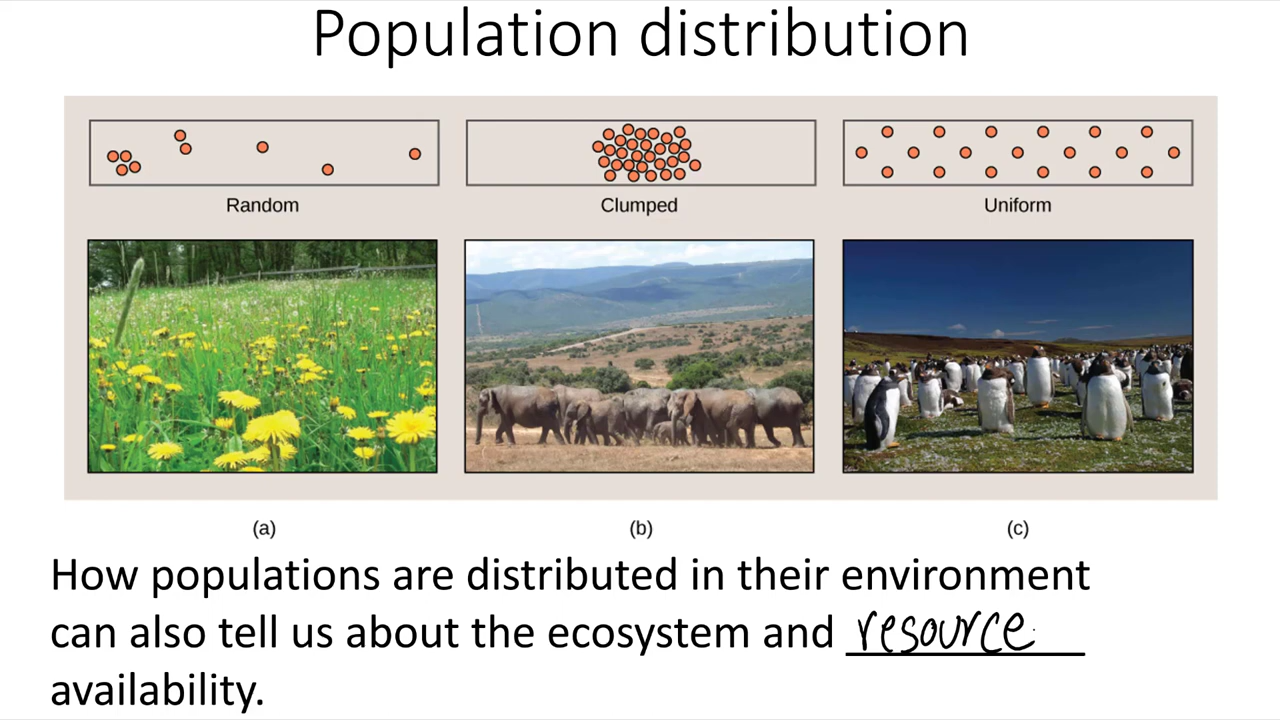 Population distribution
Random
Clumped
Uniform
(a)
(b)
(c)
How populations are distributed in their environment
can also tell us about the ecosystem and resource
availability.